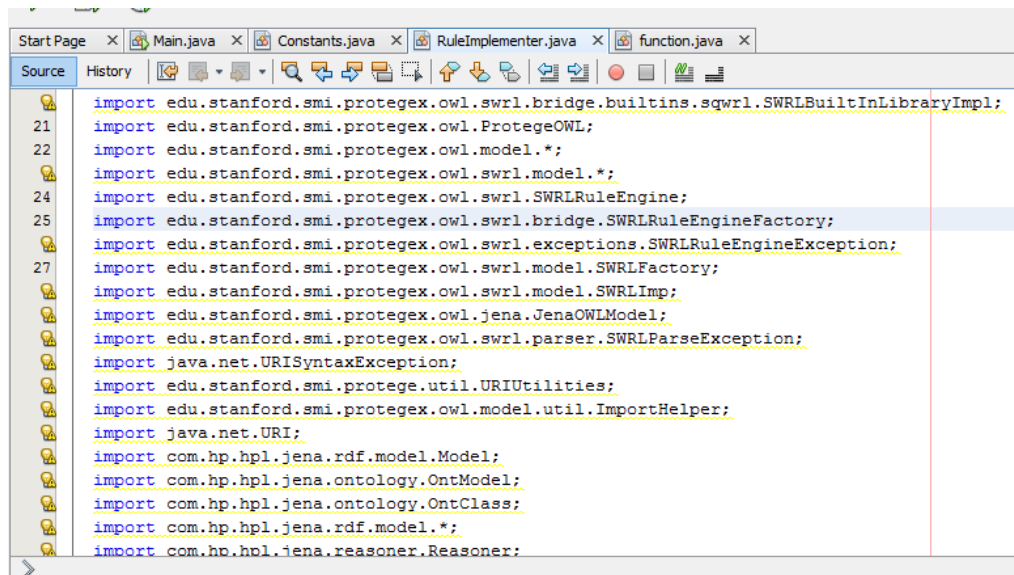 Start Page Main.java Constants.java RuleImplementer.java function.java
Source History
import edu.stanford.smi.protegex.owl.swrl.bridge.builtins.sqwrl.SWRLBuiltInLibraryImpl;
21 import edu.stanford.smi.protegex.owl.ProtegeOWL;
22 import edu.stanford.smi.protegex.owl.model.*;
import edu.stanford.smi.protegex.owl.swrl.model.*;
24 import edu.stanford.smi.protegex.owl.swrl.SWRLRuleEngine;
25 import edu.stanford.smi.protegex.owl.swrl.bridge.SWRLRuleEngineFactory;
import edu.stanford.smi.protegex.owl.swrl.exceptions.SWRLRuleEngineException;
27 import edu.stanford.smi.protegex.owl.swrl.model.SWRLFactory;
import edu.stanford.smi.protegex.owl.swrl.model.SWRLImp;
import edu.stanford.smi.protegex.owl.jena.JenaOWLModel;
import edu.stanford.smi.protegex.owl.swrl.parser.SWRLParseException;
import java.net.URISyntaxException;
import edu.stanford.smi.protege.util.URIUtilities;
import edu.stanford.smi.protegex.owl.model.util.ImportHelper;
import java.net.URI;
import com.hp.hpl.jena.rdf.model.Model;
import com.hp.hpl.jena.ontology.OntModel;
import com.hp.hpl.jena.ontology.OntClass;
import com.hp.hpl.jena.rdf.model.*;
import com.hp.hpl.jena.reasoner.Reasoner;